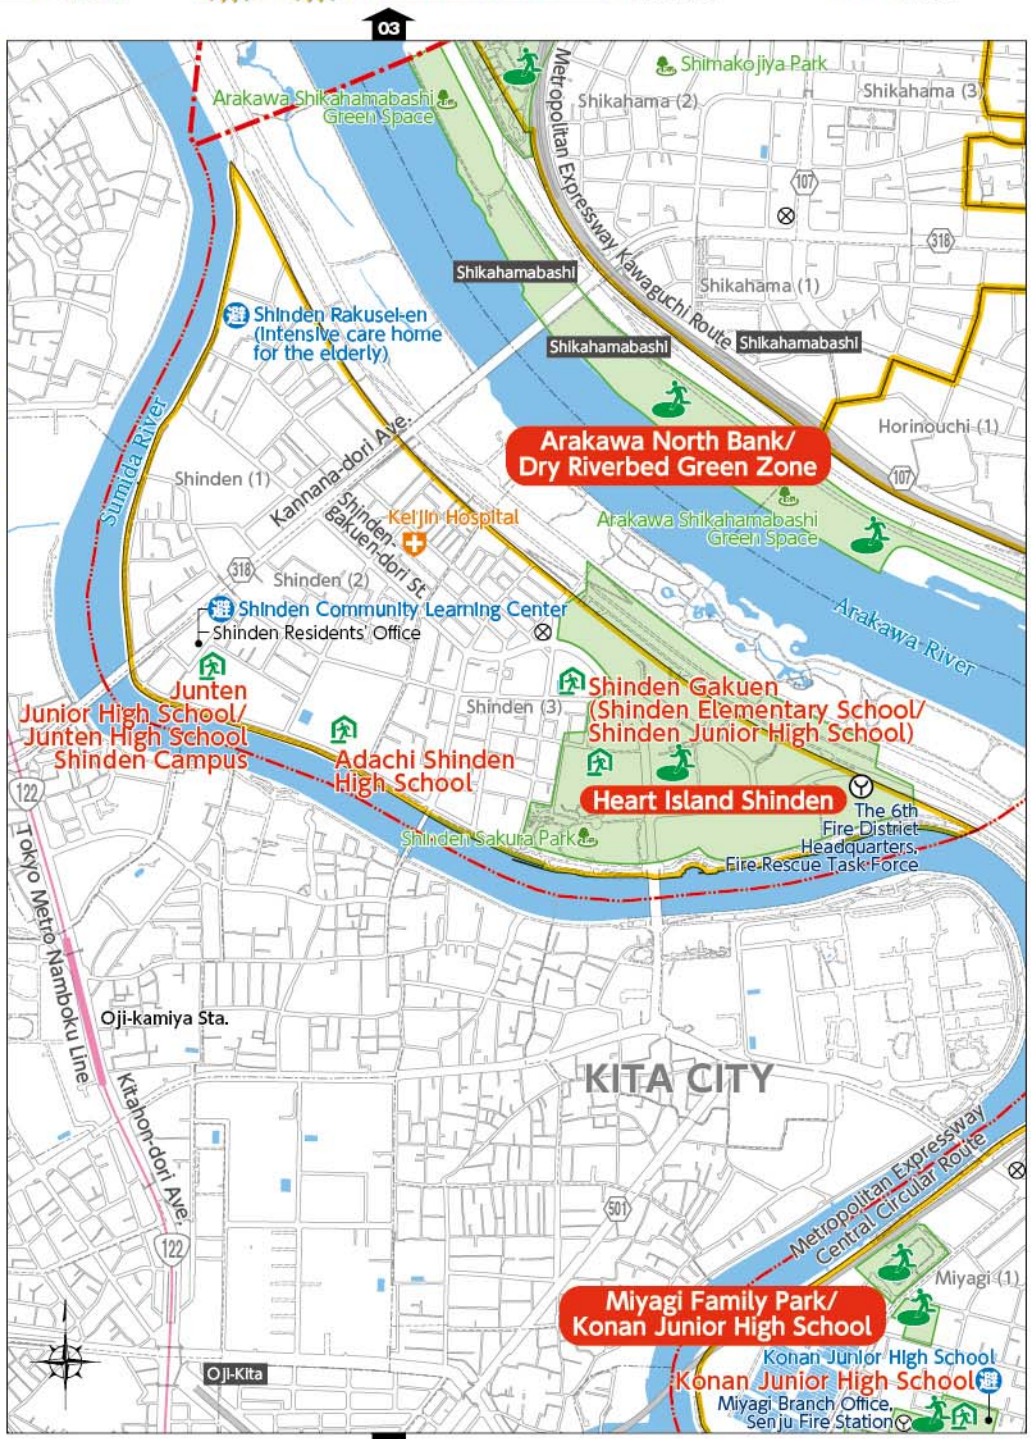 03
Shimakojiya Park
Shikahama (2)
Shikahama (3)
Arakawa Shikahamabashi
Green Space
Metropolitan Expressway Kawaguchi Route
107
318
Shikahamabashi
Shikahama (1)
避 Shinden Rakusei-en
(Intensive care home
for the elderly)
Shikahamabashi
Shikahamabashi
Sumida River
Horinouchi (1)
Arakawa North Bank/
Dry Riverbed Green Zone
107
Kannana-dori Ave.
Shinden (1)
Shinden-
gakuen-dori St.
Keijin Hospital
Arakawa Shikahamabashi
Green Space
318
Shinden (2)
避 Shinden Community Learning Center
Shinden Residents' Office
Arakawa River
Junten
Junior High School/
Junten High School
Shinden Campus
Shinden (3)
Shinden Gakuen
(Shinden Elementary School/
Shinden Junior High School)
Adachi Shinden
High School
Heart Island Shinden
122
The 6th
Fire District
Headquarters,
Fire Rescue Task Force
Shinden Sakura Park
Tokyo Metro Namboku Line
Oji-kamiya Sta.
KITA CITY
Kitahon-dori Ave.
Metropolitan Expressway
Central Circular Route
501
122
Miyagi (1)
Miyagi Family Park/
Konan Junior High School
Konan Junior High School
Konan Junior High School 避
Oji-Kita
Miyagi Branch Office,
Senju Fire Station